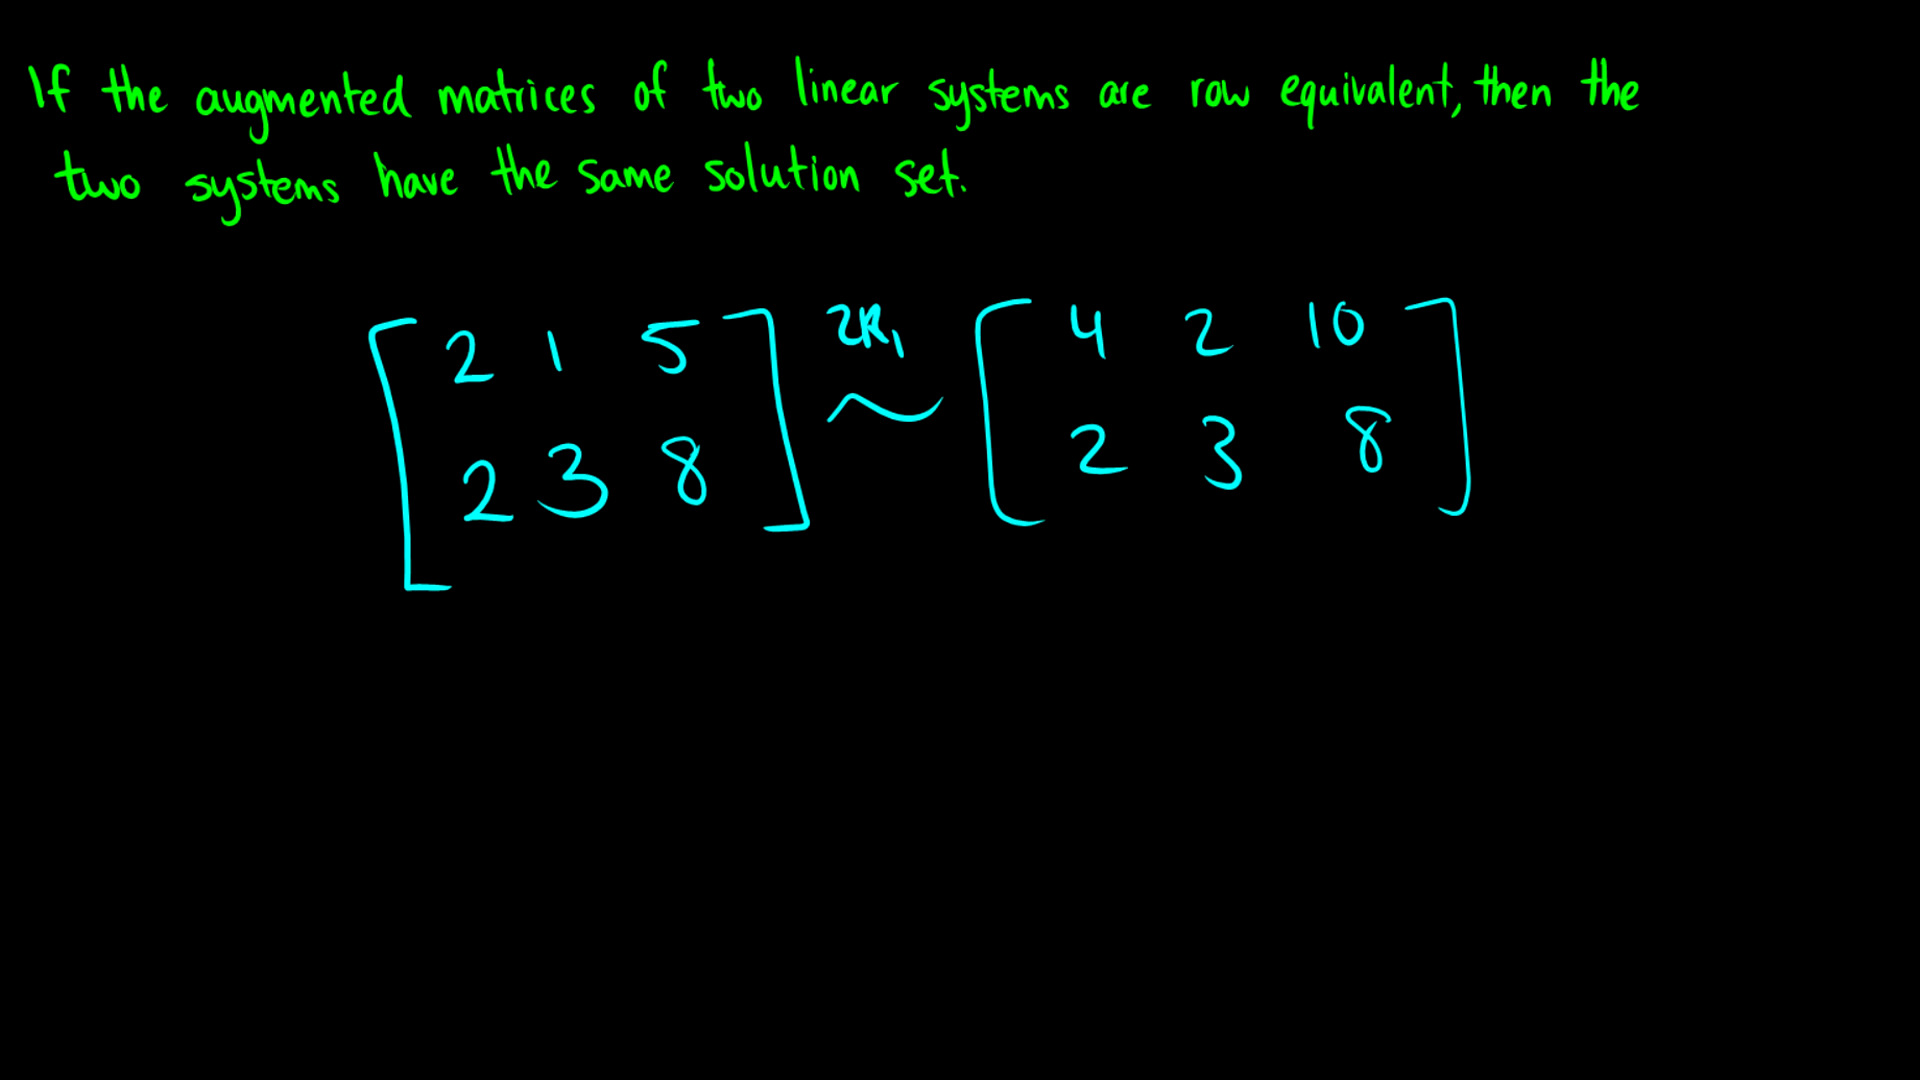 If the augmented matrices of two linear systems are row equivalent, then the
two systems have the same solution set.
[ 2 1 5 ] 2R₁ [ 4 2 10 ]
[ 2 3 8 ] ~ [ 2 3 8 ]